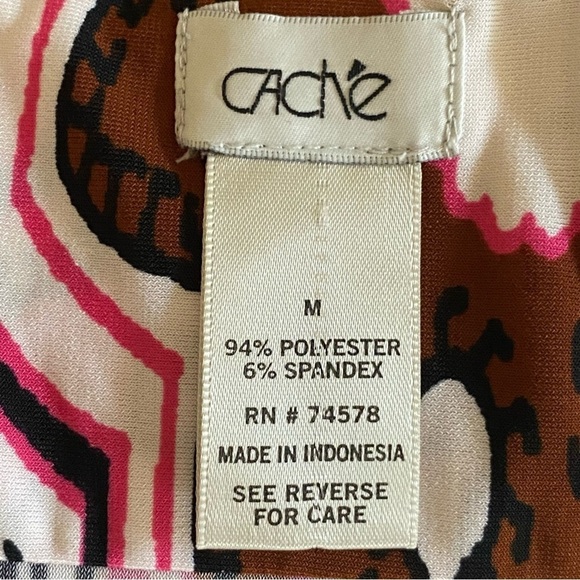 Caché
M
94% POLYESTER
6% SPANDEX
RN # 74578
MADE IN INDONESIA
SEE REVERSE
FOR CARE